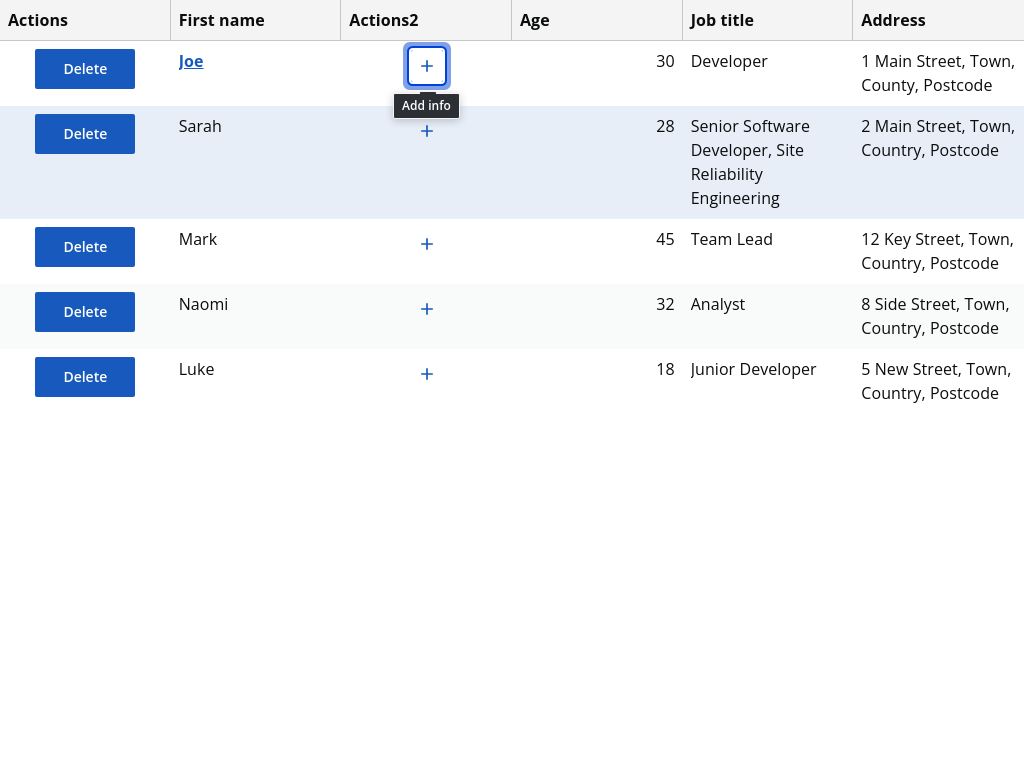 Actions First name Actions2 Age Job title Address
Delete Joe + 30 Developer 1 Main Street, Town,
County, Postcode
Add info
Delete Sarah + 28 Senior Software 2 Main Street, Town,
Developer, Site Country, Postcode
Reliability
Engineering
Delete Mark + 45 Team Lead 12 Key Street, Town,
Country, Postcode
Delete Naomi + 32 Analyst 8 Side Street, Town,
Country, Postcode
Delete Luke + 18 Junior Developer 5 New Street, Town,
Country, Postcode